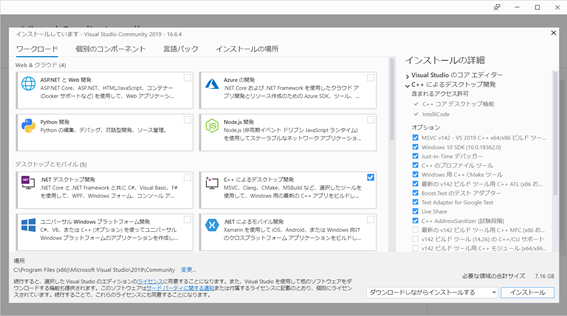 インストールしています - Visual Studio Community 2019 - 16.6.4
ワークロード 個別のコンポーネント 言語パック インストールの場所
Web & クラウド (4)
ASP.NET と Web 開発
ASP.NET Core、ASP.NET、HTML/JavaScript、コンテナー
(Docker サポートなど) を使用して、Web アプリケーシ...
Azure の開発
.NET Core および .NET Framework を使用したクラウド アプリ
開発とリソース作成のための Azure SDK、ツール、...
Python 開発
Python の編集、デバッグ、対話型開発、ソース管理。
Node.js 開発
Node.js (非同期イベント ドリブン JavaScript ランタイム)
を使用してスケーラブルなネットワーク アプリケーションを...
デスクトップとモバイル (5)
.NET デスクトップ開発
.NET Core と .NET Framework と共に C#、Visual Basic、F#
を使用して、WPF、Windows フォーム、コンソール ア...
C++ によるデスクトップ開発
MSVC、Clang、CMake、MSBuild など、選択したツールを
使用して、Windows 用の最新の C++ アプリをビルドしま...
ユニバーサル Windows プラットフォーム開発
C#、VB、または C++ (オプション) を使ってユニバーサル
Windows プラットフォームのアプリケーションを作成し...
.NET によるモバイル開発
Xamarin を使用して iOS、Android、または Windows 向け
のクロスプラットフォーム アプリケーションをビルドしま...
インストールの詳細
Visual Studio のコア エディター
C++ によるデスクトップ開発
含まれるアクセス許可
C++ コア デスクトップ機能
IntelliCode
オプション
MSVC v142 - VS 2019 C++ x64/x86 ビルド ツー...
Windows 10 SDK (10.0.18362.0)
Just-In-Time デバッガー
C++ のプロファイル ツール
Windows 用 C++ CMake ツール
最新の v142 ビルド ツール用 C++ ATL (x86 お...
Boost.Test のテスト アダプター
Test Adapter for Google Test
Live Share
C++ AddressSanitizer (試験段階)
最新の v142 ビルド ツール用 C++ MFC (x86 お...
v142 ビルド ツール (14.26) の C++/CLI サポート
v142 ビルド ツール用 C++ モジュール (x64/x86...
場所
C:\Program Files (x86)\Microsoft Visual Studio\2019\Community 変更...
必要な領域の合計サイズ 7.16 GB
続行すると、選択した Visual Studio のエディションのライセンスに同意することになります。また、Visual Studio を使用して他のソフトウェアをダ
ウンロードする機能も提供されます。このソフトウェアはサード パーティに関する通知または付属するライセンスに記載のとおり、個別にライセ
ンスされています。続行することで、これらのライセンスにも同意することになります。
ダウンロードしながらインストールする インストール